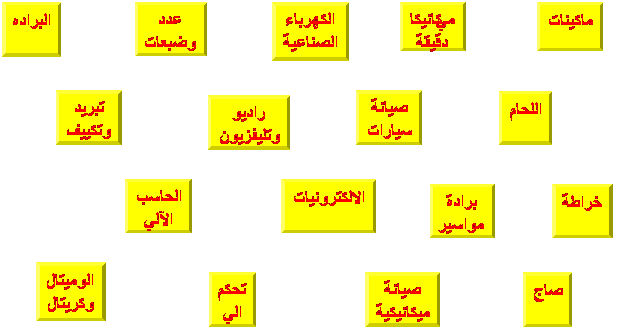 ماكينات
ميكانيكا
دقيقة
الكهرباء
الصناعية
عدد
وضبعات
البراده
اللحام
صيانة
سيارات
راديو
وتليفزيون
تبريد
وتكييف
خراطة
برادة
مواسير
الالكترونيات
الحاسب
الآلي
صاج
صيانة
ميكانيكية
تحكم
الي
الوميتال
وكريتال